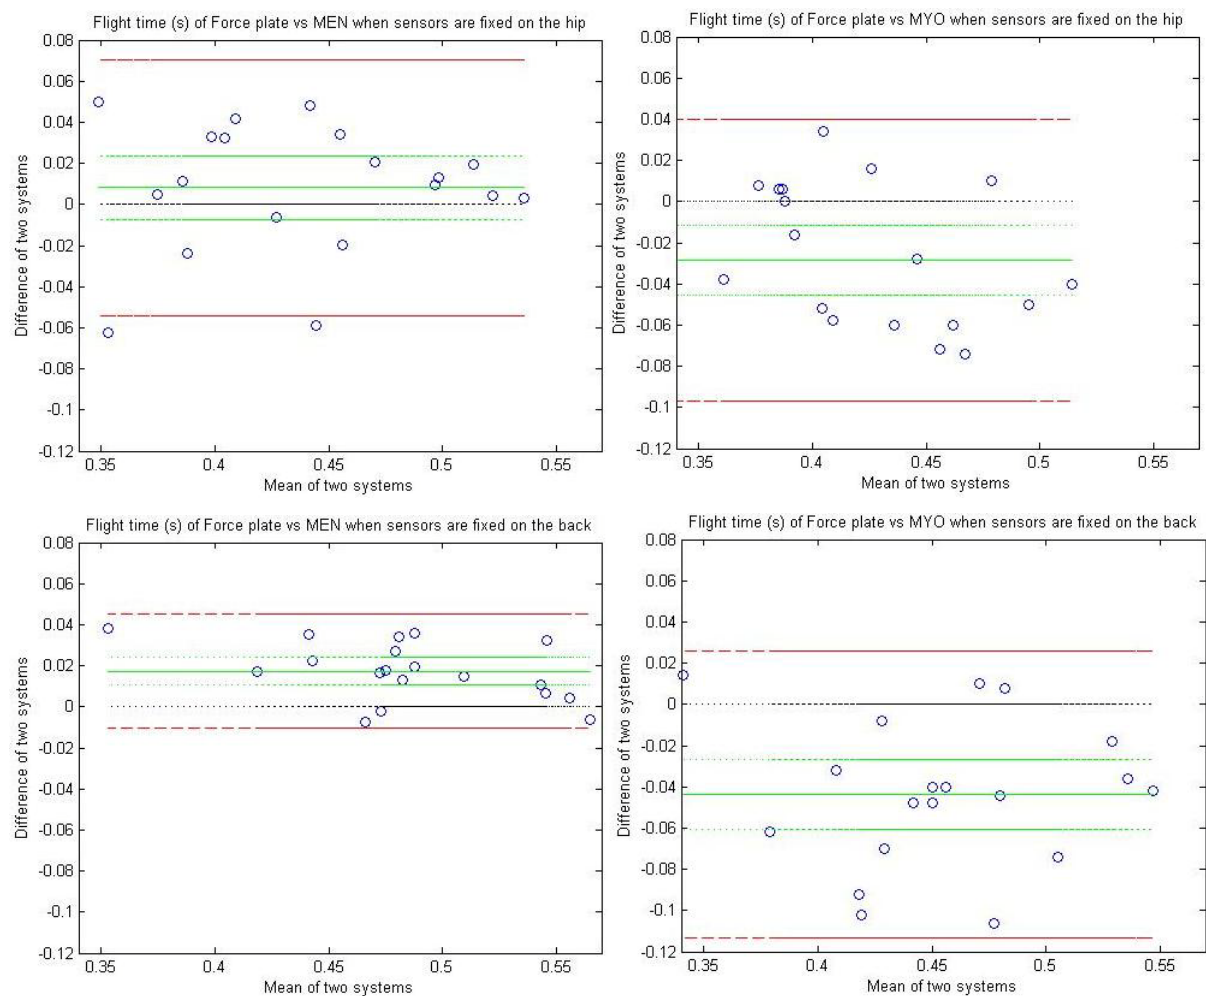 Flight time (s) of Force plate vs MEN when sensors are fixed on the hip
0.08
0.06
0.04
0.02
0
-0.02
-0.04
-0.06
-0.08
-0.1
-0.12
Difference of two systems
0.35 0.4 0.45 0.5 0.55
Mean of two systems
Flight time (s) of Force plate vs MYO when sensors are fixed on the hip
0.08
0.06
0.04
0.02
0
-0.02
-0.04
-0.06
-0.08
-0.1
-0.12
Difference of two systems
0.35 0.4 0.45 0.5 0.55
Mean of two systems
Flight time (s) of Force plate vs MEN when sensors are fixed on the back
0.08
0.06
0.04
0.02
0
-0.02
-0.04
-0.06
-0.08
-0.1
-0.12
Difference of two systems
0.35 0.4 0.45 0.5 0.55
Mean of two systems
Flight time (s) of Force plate vs MYO when sensors are fixed on the back
0.08
0.06
0.04
0.02
0
-0.02
-0.04
-0.06
-0.08
-0.1
-0.12
Difference of two systems
0.35 0.4 0.45 0.5 0.55
Mean of two systems